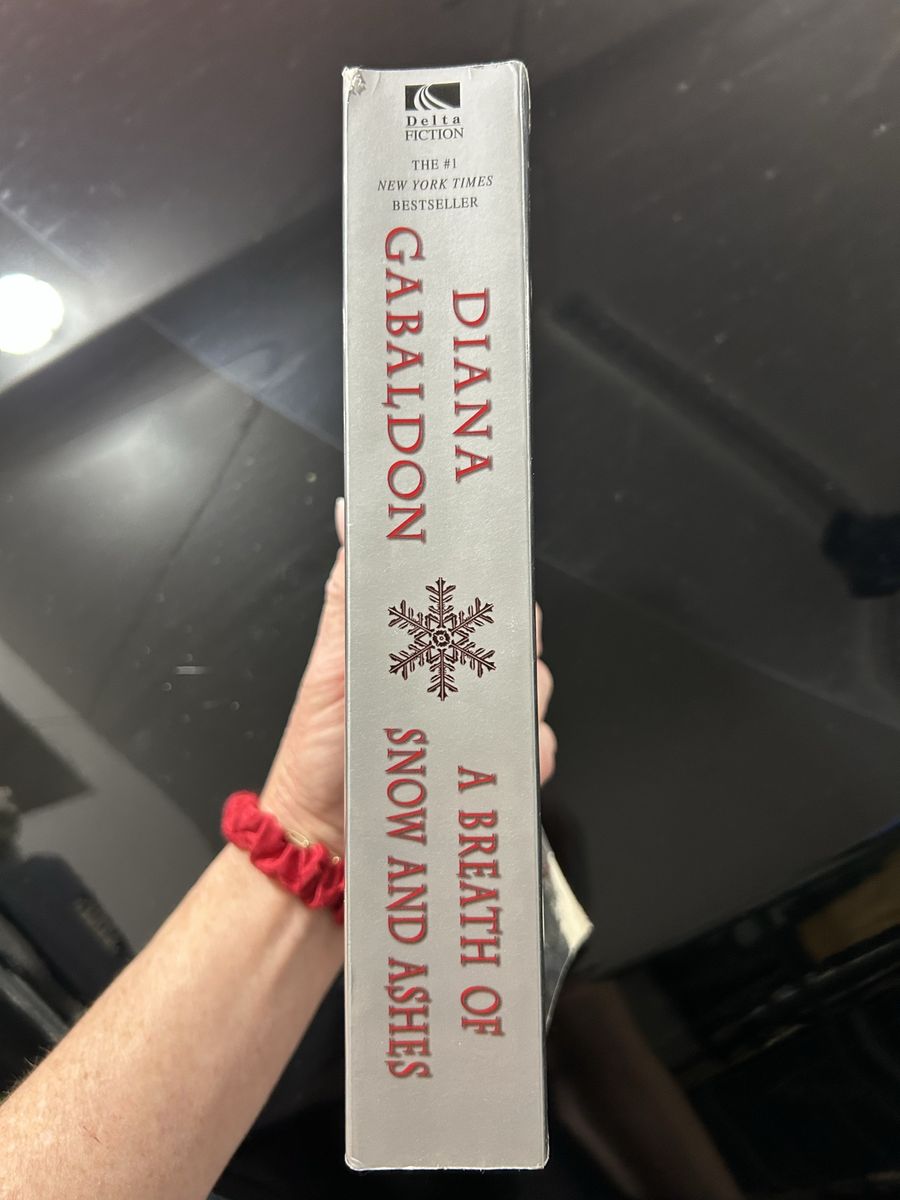 Delta
FICTION
THE #1
NEW YORK TIMES
BESTSELLER
DIANA
GABALDON
A BREATH OF
SNOW AND ASHES